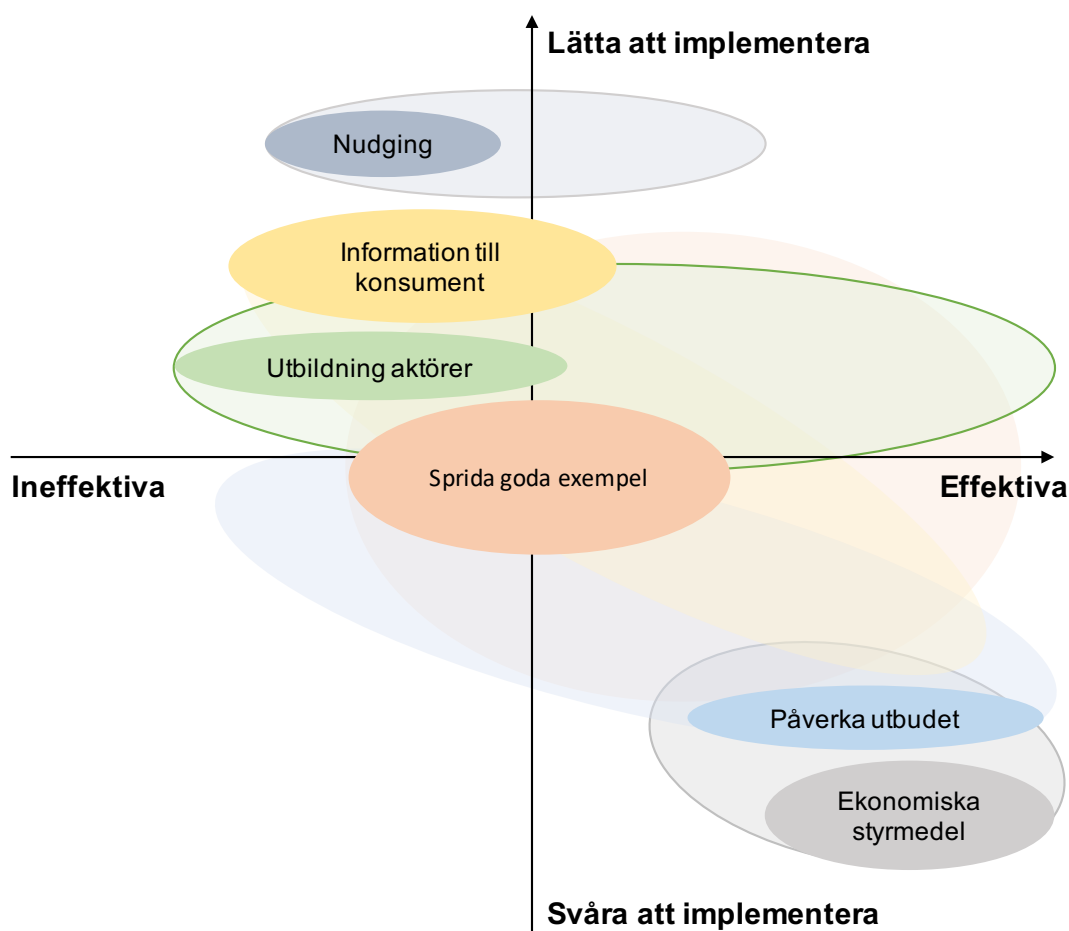 Lätta att implementera
Nudging
Information till
konsument
Utbildning aktörer
Sprida goda exempel
Ineffektiva
Effektiva
Påverka utbudet
Ekonomiska
styrmedel
Svåra att implementera